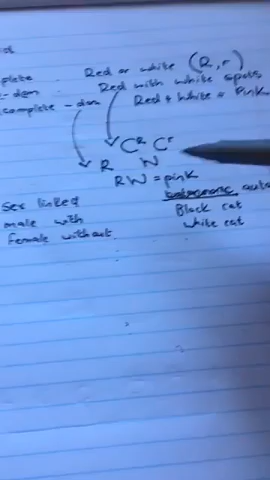 plete Red or white (R, r)
- dom Red with white spots
complete - dom Red + White = Pink
C^R C^r
R W
RW = pink
Sex linked
male with Black cat
female without White cat